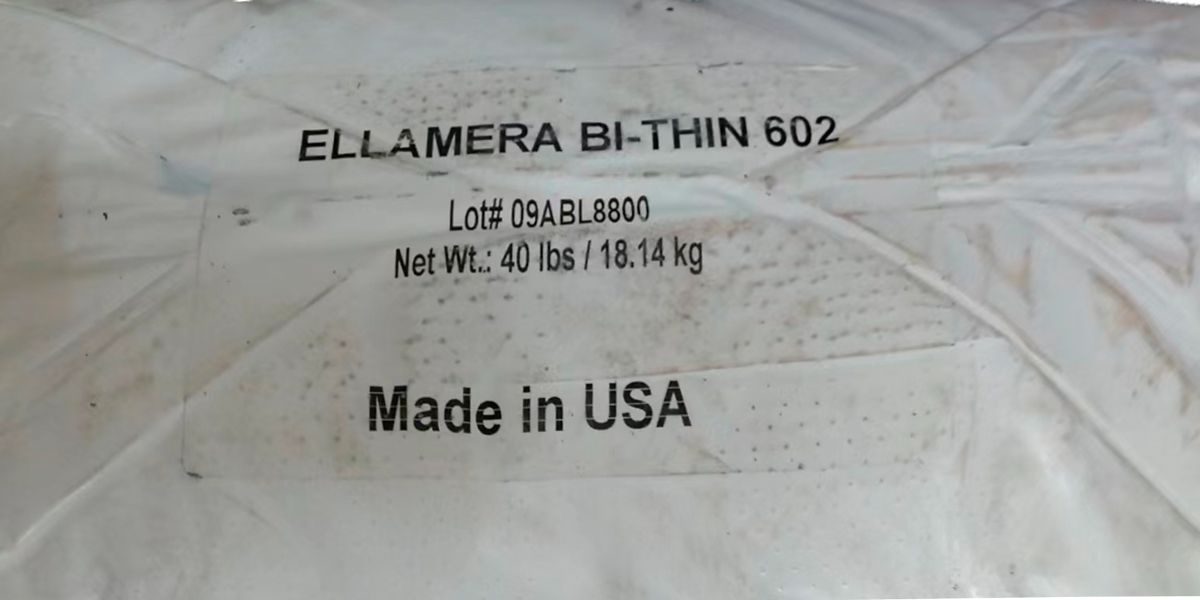 ELLAMERA BI-THIN 602
Lot# 09ABL8800
Net Wt.: 40 lbs / 18.14 kg
Made in USA